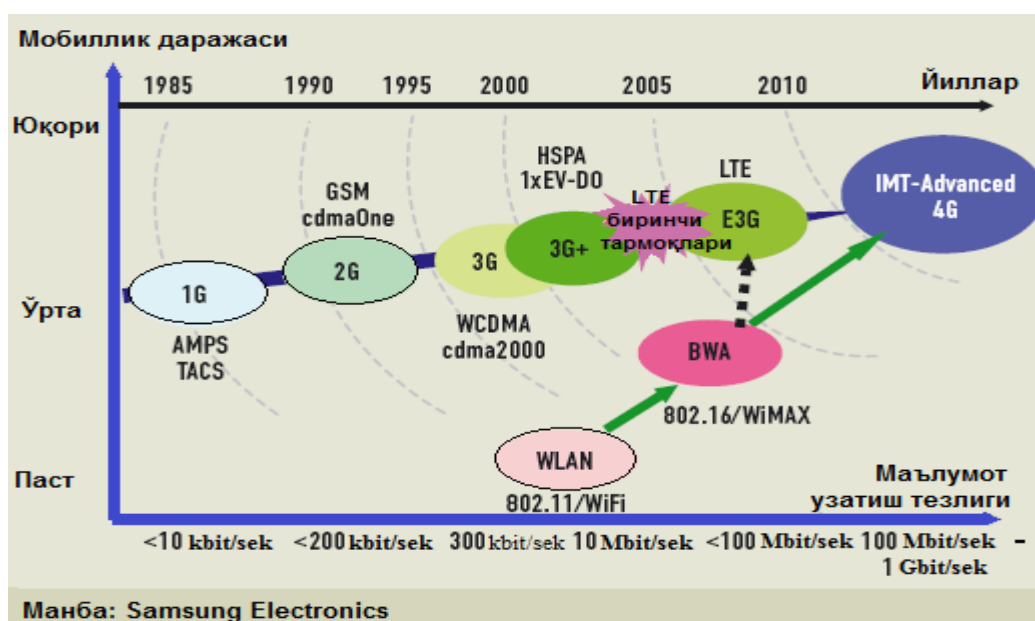 Мобиллик даражаси
1985 1990 1995 2000 2005 2010 Йиллар
Юқори
HSPA
1xEV-DO
LTE
GSM
cdmaOne
LTE
биринчи
тармоқлари
IMT-Advanced
4G
E3G
3G+
3G
2G
1G
Ўрта
AMPS
TACS
WCDMA
cdma2000
BWA
802.16/WiMAX
WLAN
802.11/WiFi
Паст
Маълумот
узатиш тезлиги
<10 kbit/sek <200 kbit/sek 300 kbit/sek 10 Mbit/sek <100 Mbit/sek 100 Mbit/sek –
1 Gbit/sek
Манба: Samsung Electronics